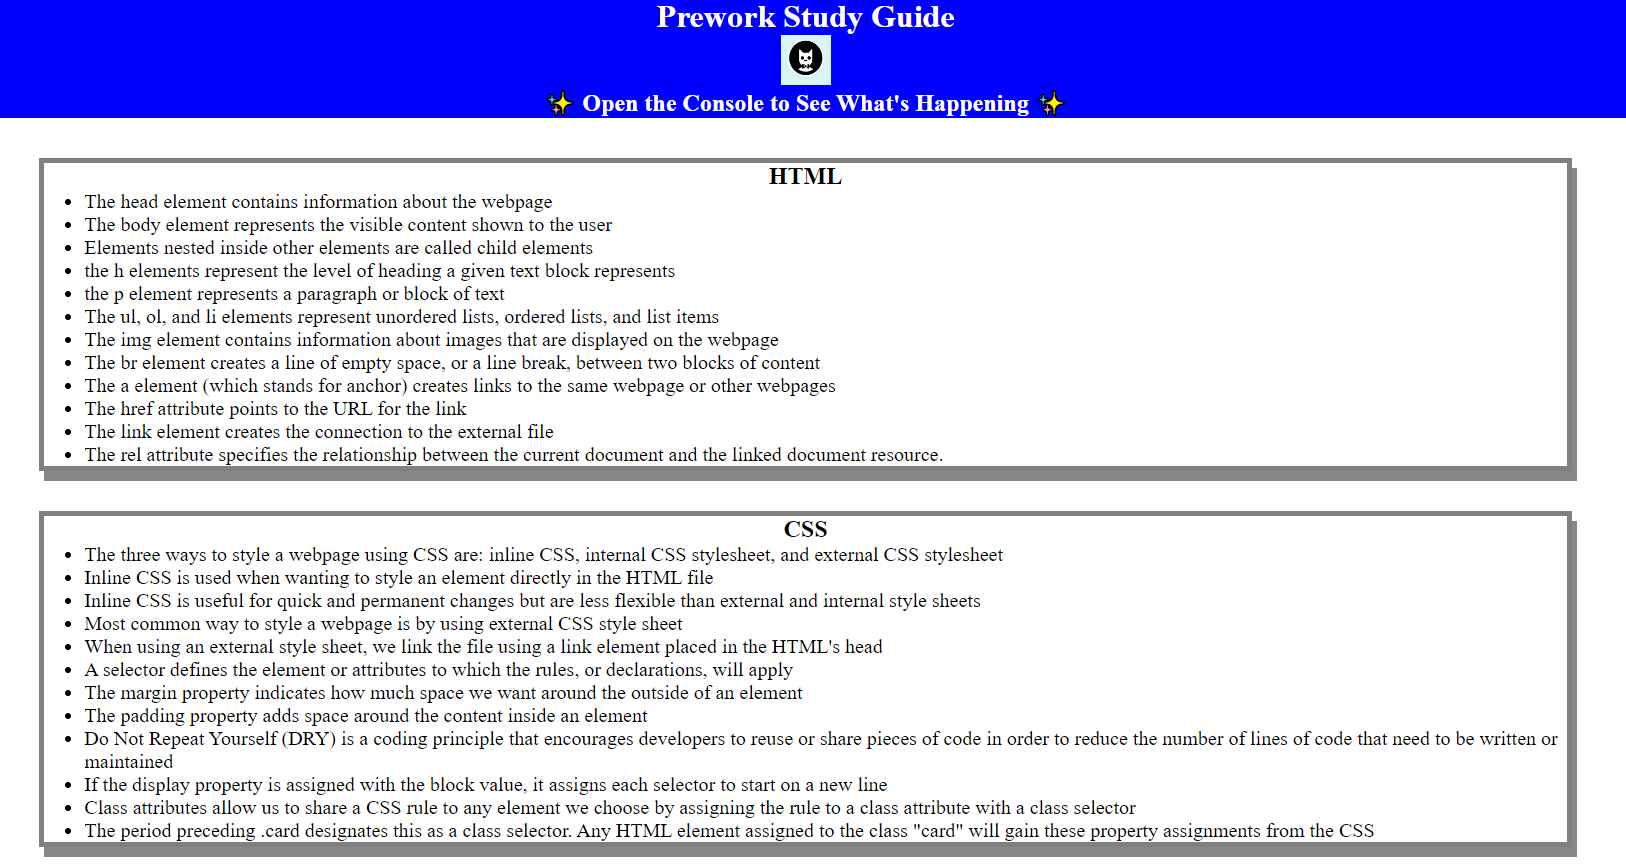 Prework Study Guide
✨ Open the Console to See What's Happening ✨
HTML
• The head element contains information about the webpage
• The body element represents the visible content shown to the user
• Elements nested inside other elements are called child elements
• the h elements represent the level of heading a given text block represents
• the p element represents a paragraph or block of text
• The ul, ol, and li elements represent unordered lists, ordered lists, and list items
• The img element contains information about images that are displayed on the webpage
• The br element creates a line of empty space, or a line break, between two blocks of content
• The a element (which stands for anchor) creates links to the same webpage or other webpages
• The href attribute points to the URL for the link
• The link element creates the connection to the external file
• The rel attribute specifies the relationship between the current document and the linked document resource.
CSS
• The three ways to style a webpage using CSS are: inline CSS, internal CSS stylesheet, and external CSS stylesheet
• Inline CSS is used when wanting to style an element directly in the HTML file
• Inline CSS is useful for quick and permanent changes but are less flexible than external and internal style sheets
• Most common way to style a webpage is by using external CSS style sheet
• When using an external style sheet, we link the file using a link element placed in the HTML's head
• A selector defines the element or attributes to which the rules, or declarations, will apply
• The margin property indicates how much space we want around the outside of an element
• The padding property adds space around the content inside an element
• Do Not Repeat Yourself (DRY) is a coding principle that encourages developers to reuse or share pieces of code in order to reduce the number of lines of code that need to be written or
maintained
• If the display property is assigned with the block value, it assigns each selector to start on a new line
• Class attributes allow us to share a CSS rule to any element we choose by assigning the rule to a class attribute with a class selector
• The period preceding .card designates this as a class selector. Any HTML element assigned to the class "card" will gain these property assignments from the CSS